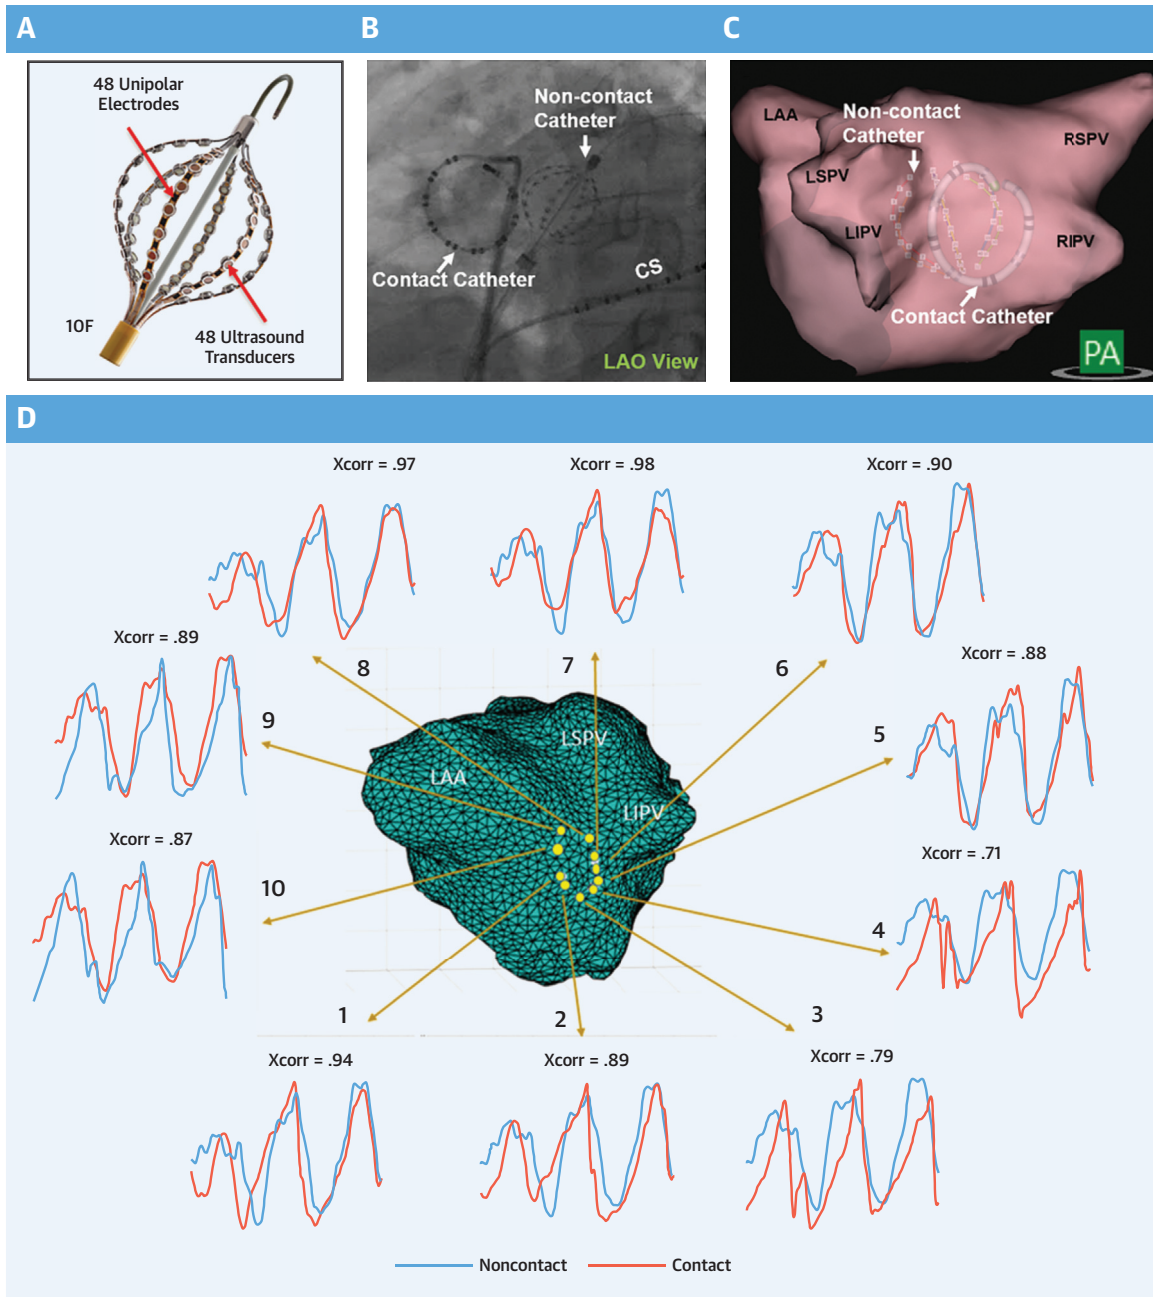 A
B
C
48 Unipolar
Electrodes
10F
48 Ultrasound
Transducers
Non-contact
Catheter
Contact Catheter
CS
LAO View
LAA
Non-contact
Catheter
RSPV
LSPV
LIPV
RIPV
Contact Catheter
PA
D
Xcorr = .97
Xcorr = .98
Xcorr = .90
Xcorr = .89
Xcorr = .88
8
7
6
9
5
LSPV
LAA
LIPV
Xcorr = .87
Xcorr = .71
10
4
1
2
3
Xcorr = .94
Xcorr = .89
Xcorr = .79
Noncontact
Contact